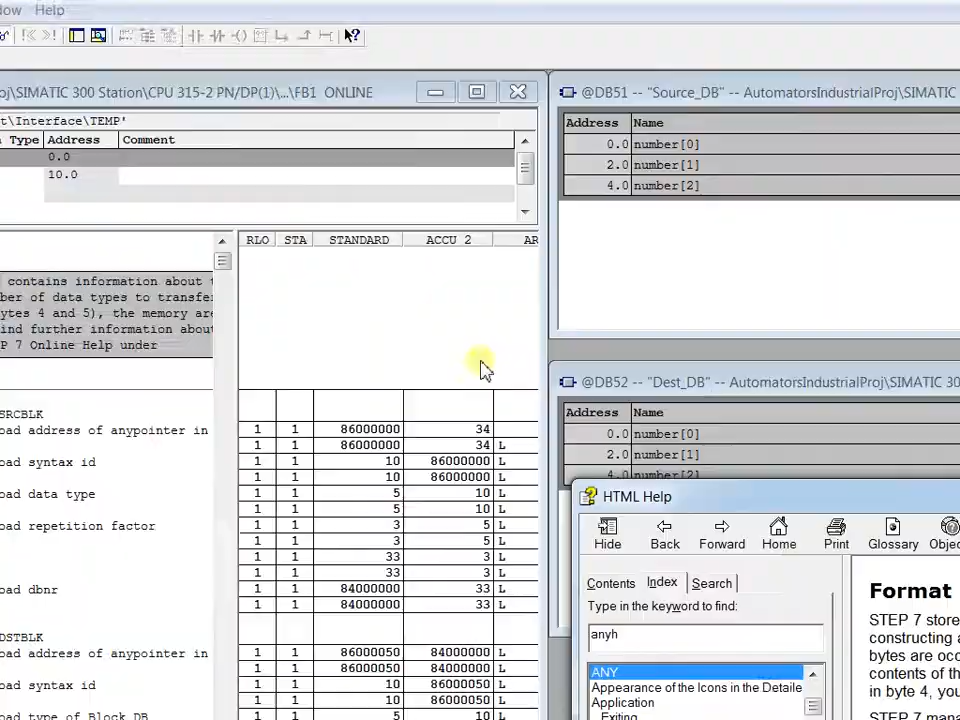 dow Help
oj\SIMATIC 300 Station\CPU 315-2 PN/DP(1)\...\FB1 ONLINE
t\Interface\TEMP'
Type Address Comment
0.0
10.0
RLO STA STANDARD ACCU 2 AR
contains information about t
ber of data types to transfe
ytes 4 and 5), the memory are
ind further information about
P 7 Online Help under
SRCBLK
oad address of anypointer in
oad syntax id
oad data type
oad repetition factor
oad dbnr
DSTBLK
oad address of anypointer in
oad syntax id
oad type of Block DB
1 1 86000000 34
1 1 86000000 34 L
1 1 10 86000000 L
1 1 10 86000000 L
1 1 5 10 L
1 1 5 10 L
1 1 3 5 L
1 1 3 5 L
1 1 33 3 L
1 1 33 3 L
1 1 84000000 33 L
1 1 84000000 33 L
1 1 86000050 84000000
1 1 86000050 84000000 L
1 1 10 86000050 L
1 1 10 86000050 L
1 1 5 10 L
@DB51 -- "Source_DB" -- AutomatorsIndustrialProj\SIMATIC
Address Name
0.0 number[0]
2.0 number[1]
4.0 number[2]
@DB52 -- "Dest_DB" -- AutomatorsIndustrialProj\SIMATIC 30
Address Name
0.0 number[0]
2.0 number[1]
4.0 number[2]
HTML Help
Hide Back Forward Home Print Glossary Objec
Contents Index Search
Type in the keyword to find:
anyh
ANY
Appearance of the Icons in the Detaile
Application
Exiting
Format
STEP 7 store
constructing a
bytes are occ
contents of th
in byte 4, you
STEP 7 mana